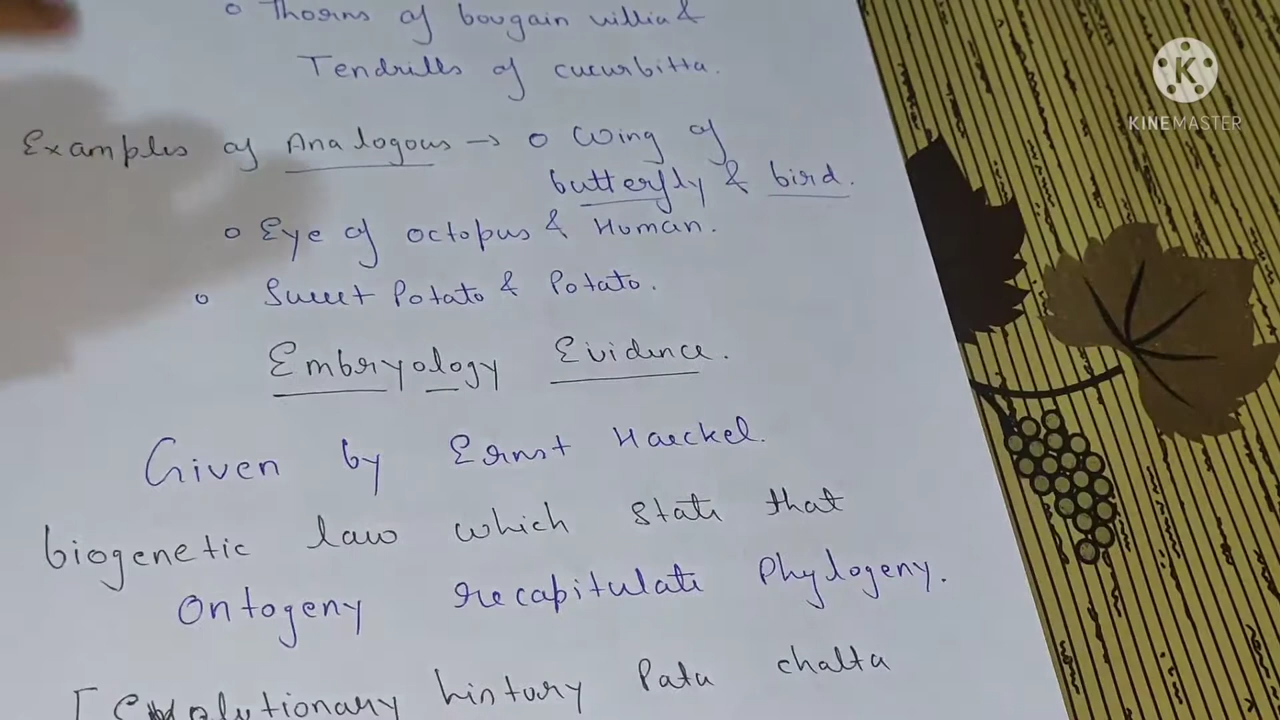 o Thorns of bougain villia &
Tendrills of cucurbitta.
Examples of Analogous → o Wing of
butterfly & bird.
o Eye of octopus & Human.
o Sweet Potato & Potato.
Embryology Evidence.
Given by Ernst Haeckel.
biogenetic law which state that
Ontogeny recapitulate Phylogeny.
[Evolutionary history Pata chalta
K
KINEMASTER